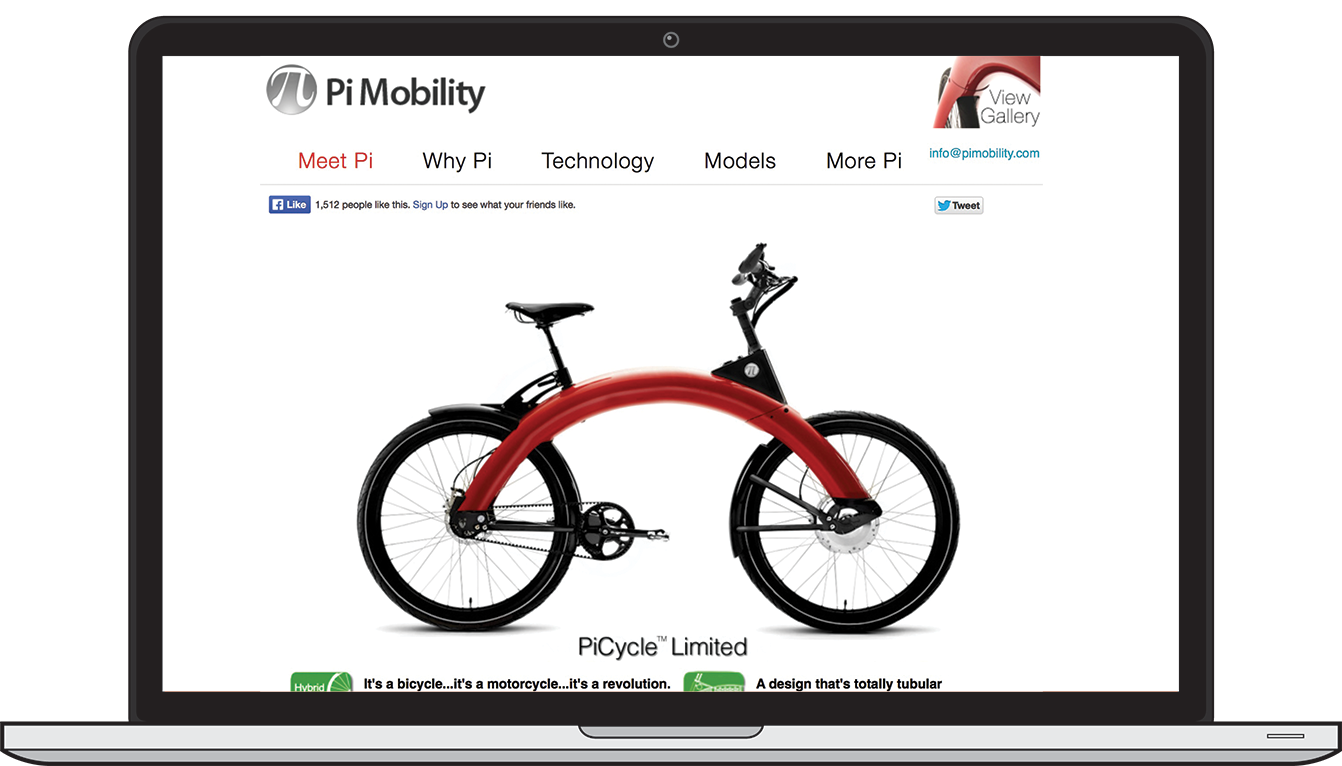 π Pi Mobility
View
Gallery
Meet Pi Why Pi Technology Models More Pi
info@pimobility.com
Like 1,512 people like this. Sign Up to see what your friends like.
Tweet
π
PiCycle™ Limited
Hybrid
It's a bicycle...it's a motorcycle...it's a revolution.
A design that's totally tubular